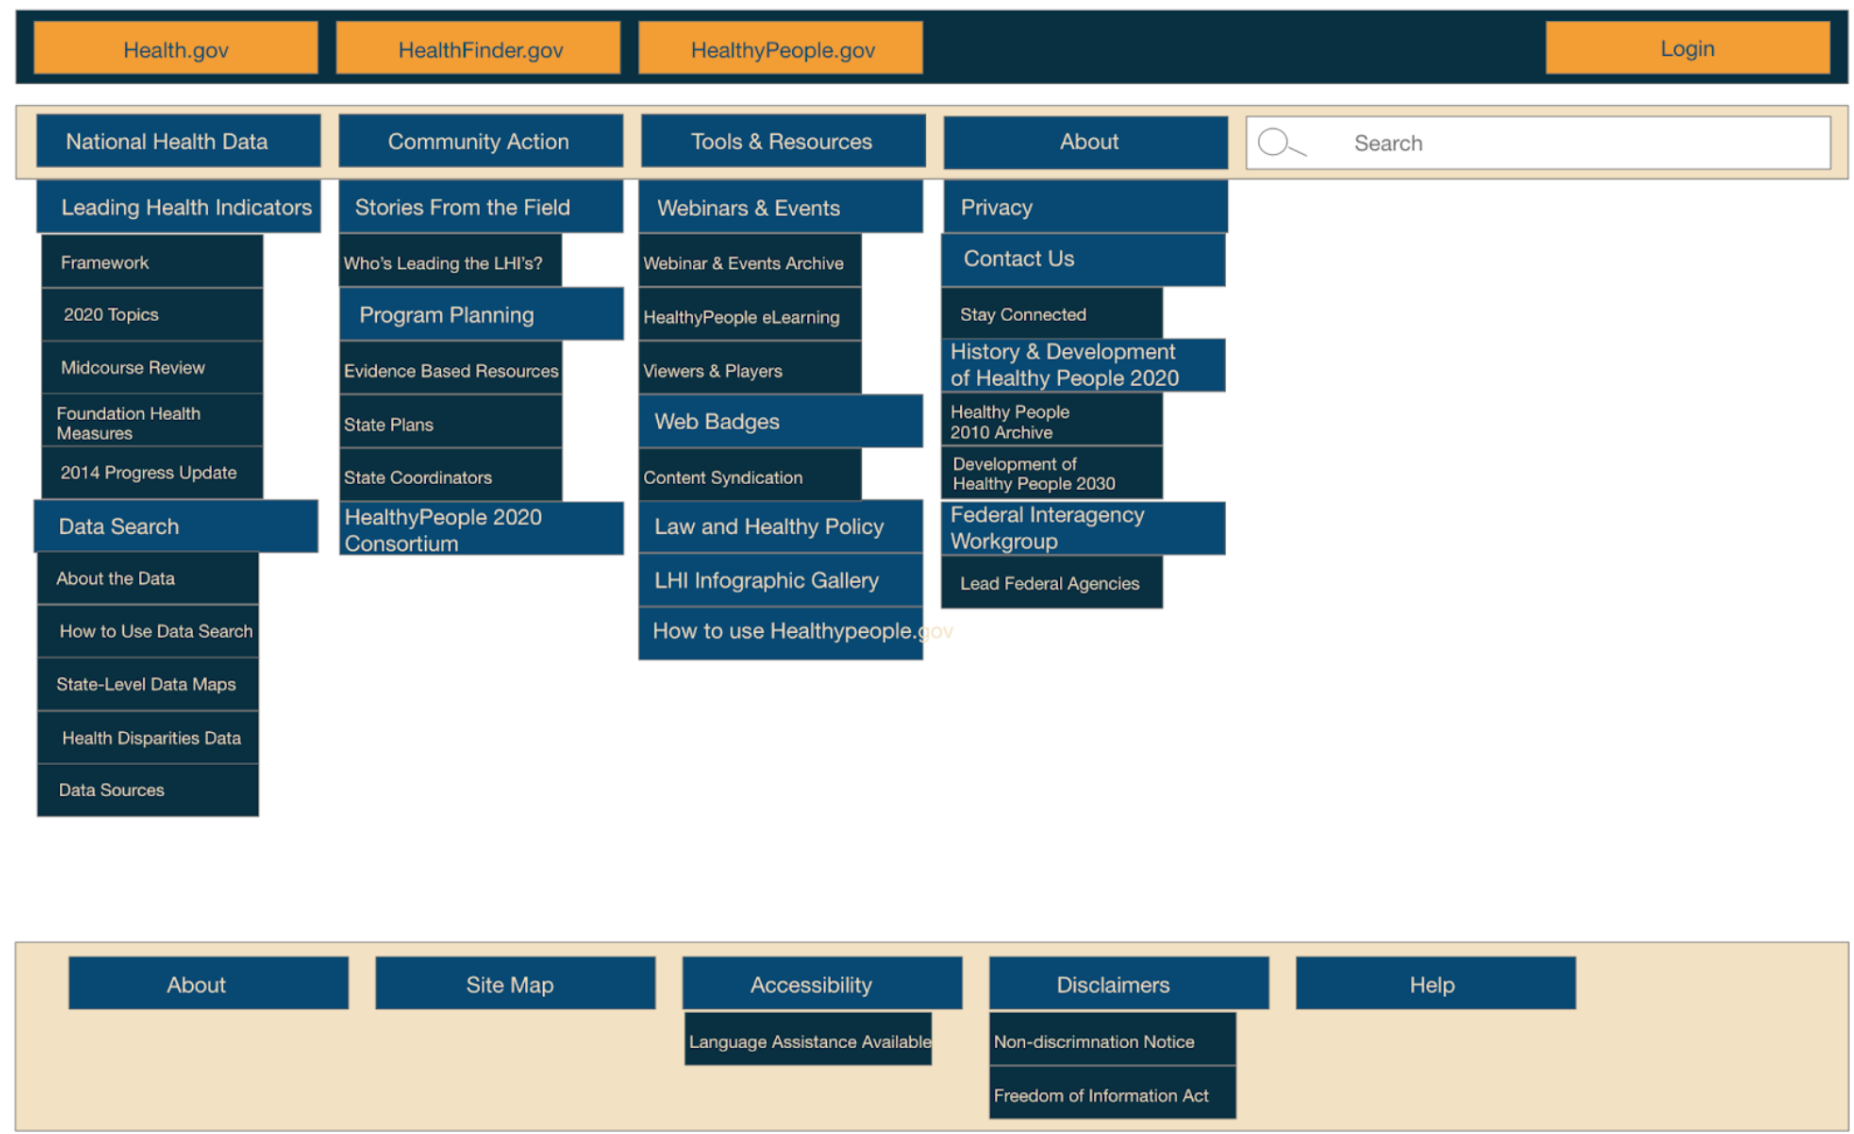 Health.gov
HealthFinder.gov
HealthyPeople.gov
Login
National Health Data
Community Action
Tools & Resources
About
Search
Leading Health Indicators
Framework
2020 Topics
Midcourse Review
Foundation Health
Measures
2014 Progress Update
Data Search
About the Data
How to Use Data Search
State-Level Data Maps
Health Disparities Data
Data Sources
Stories From the Field
Who's Leading the LHI's?
Program Planning
Evidence Based Resources
State Plans
State Coordinators
HealthyPeople 2020
Consortium
Webinars & Events
Webinar & Events Archive
HealthyPeople eLearning
Viewers & Players
Web Badges
Content Syndication
Law and Healthy Policy
LHI Infographic Gallery
How to use Healthypeople.gov
Privacy
Contact Us
Stay Connected
History & Development
of Healthy People 2020
Healthy People
2010 Archive
Development of
Healthy People 2030
Federal Interagency
Workgroup
Lead Federal Agencies
About
Site Map
Accessibility
Language Assistance Available
Disclaimers
Non-discrimnation Notice
Freedom of Information Act
Help